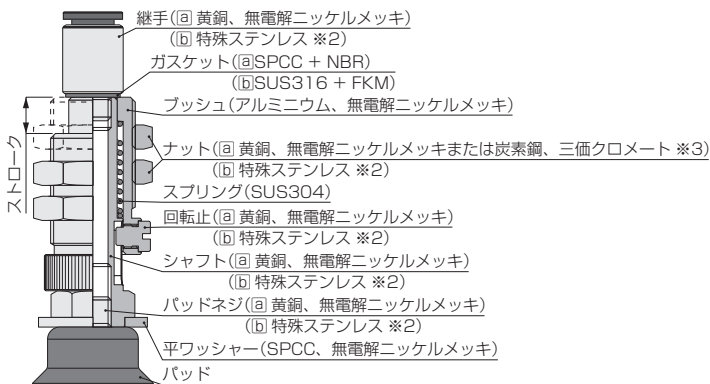 継手(ⓐ 黄銅、無電解ニッケルメッキ)
(ⓑ 特殊ステンレス ※2)
ガスケット(ⓐSPCC + NBR)
(ⓑSUS316 + FKM)
ブッシュ(アルミニウム、無電解ニッケルメッキ)
ストローク
ナット(ⓐ 黄銅、無電解ニッケルメッキまたは炭素鋼、三価クロメート ※3)
(ⓑ 特殊ステンレス ※2)
スプリング(SUS304)
回転止(ⓐ 黄銅、無電解ニッケルメッキ)
(ⓑ 特殊ステンレス ※2)
シャフト(ⓐ 黄銅、無電解ニッケルメッキ)
(ⓑ 特殊ステンレス ※2)
パッドネジ(ⓐ 黄銅、無電解ニッケルメッキ)
(ⓑ 特殊ステンレス ※2)
平ワッシャー(SPCC、無電解ニッケルメッキ)
パッド